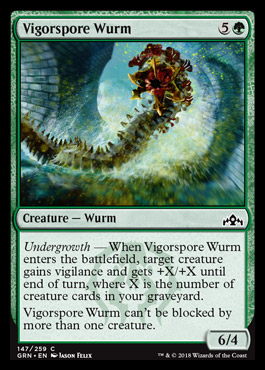 Vigorspore Wurm 5
Creature — Wurm
Undergrowth — When Vigorspore Wurm
enters the battlefield, target creature
gains vigilance and gets +X/+X until
end of turn, where X is the number of
creature cards in your graveyard.
Vigorspore Wurm can't be blocked by
more than one creature.
6/4
147/259 C
GRN • EN Jason Felix
™ & © 2018 Wizards of the Coast